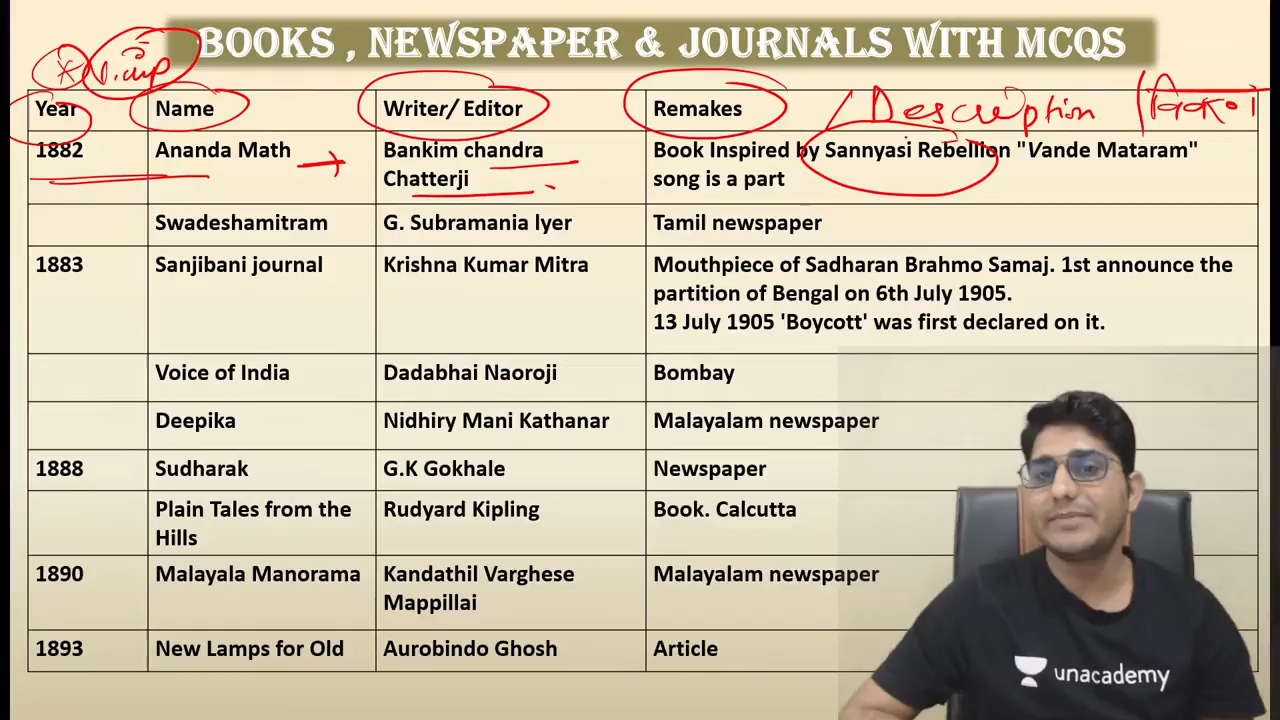 BOOKS , NEWSPAPER & JOURNALS WITH MCQS
V. imp
Year Name Writer/ Editor Remakes / Description
1882 Ananda Math Bankim chandra Chatterji Book Inspired by Sannyasi Rebellion "Vande Mataram" song is a part
Swadeshamitram G. Subramania Iyer Tamil newspaper
1883 Sanjibani journal Krishna Kumar Mitra Mouthpiece of Sadharan Brahmo Samaj. 1st announce the
partition of Bengal on 6th July 1905.
13 July 1905 'Boycott' was first declared on it.
Voice of India Dadabhai Naoroji Bombay
Deepika Nidhiry Mani Kathanar Malayalam newspaper
1888 Sudharak G.K Gokhale Newspaper
Plain Tales from the Hills Rudyard Kipling Book. Calcutta
1890 Malayala Manorama Kandathil Varghese Mappillai Malayalam newspaper
1893 New Lamps for Old Aurobindo Ghosh Article
unacademy